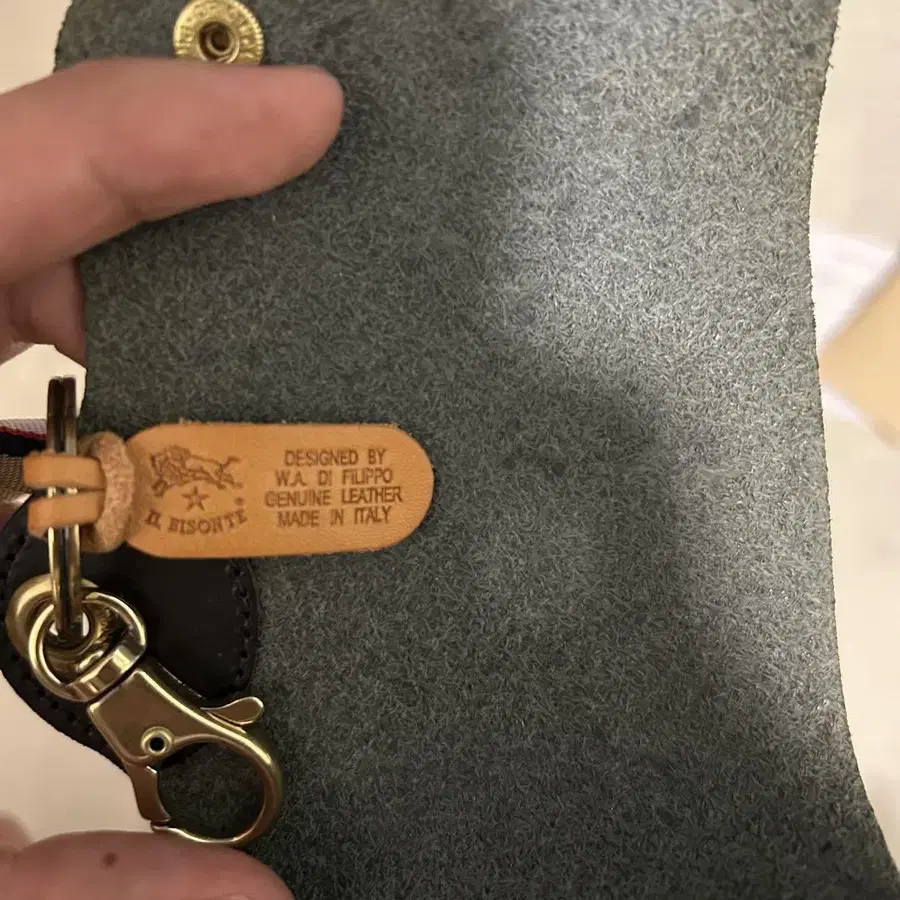 IL BISONTE
®
DESIGNED BY
W.A. DI FILIPPO
GENUINE LEATHER
MADE IN ITALY